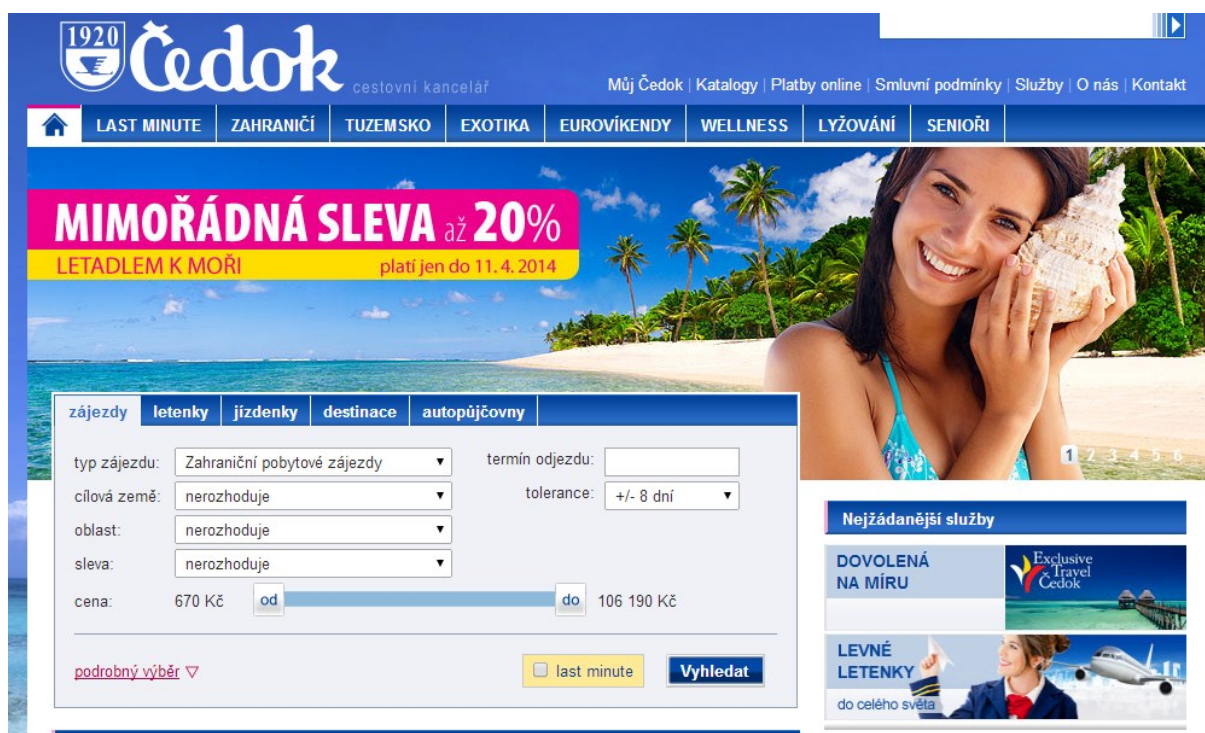 1920
Čedok
cestovní kancelář
Můj Čedok | Katalogy | Platby online | Smluvní podmínky | Služby | O nás | Kontakt
LAST MINUTE ZAHRANIČÍ TUZEMSKO EXOTIKA EUROVÍKENDY WELLNESS LYŽOVÁNÍ SENIOŘI
MIMOŘÁDNÁ SLEVA až 20%
LETADLEM K MOŘI platí jen do 11. 4. 2014
1 2 3 4 5 6
zájezdy letenky jízdenky destinace autopůjčovny
typ zájezdu: Zahraniční pobytové zájezdy termín odjezdu:
cílová země: nerozhoduje tolerance: +/- 8 dní
oblast: nerozhoduje
sleva: nerozhoduje
cena: 670 Kč od do 106 190 Kč
podrobný výběr last minute Vyhledat
Nejžádanější služby
DOVOLENÁ
NA MÍRU
Exclusive
Travel
Čedok
LEVNÉ
LETENKY
do celého světa